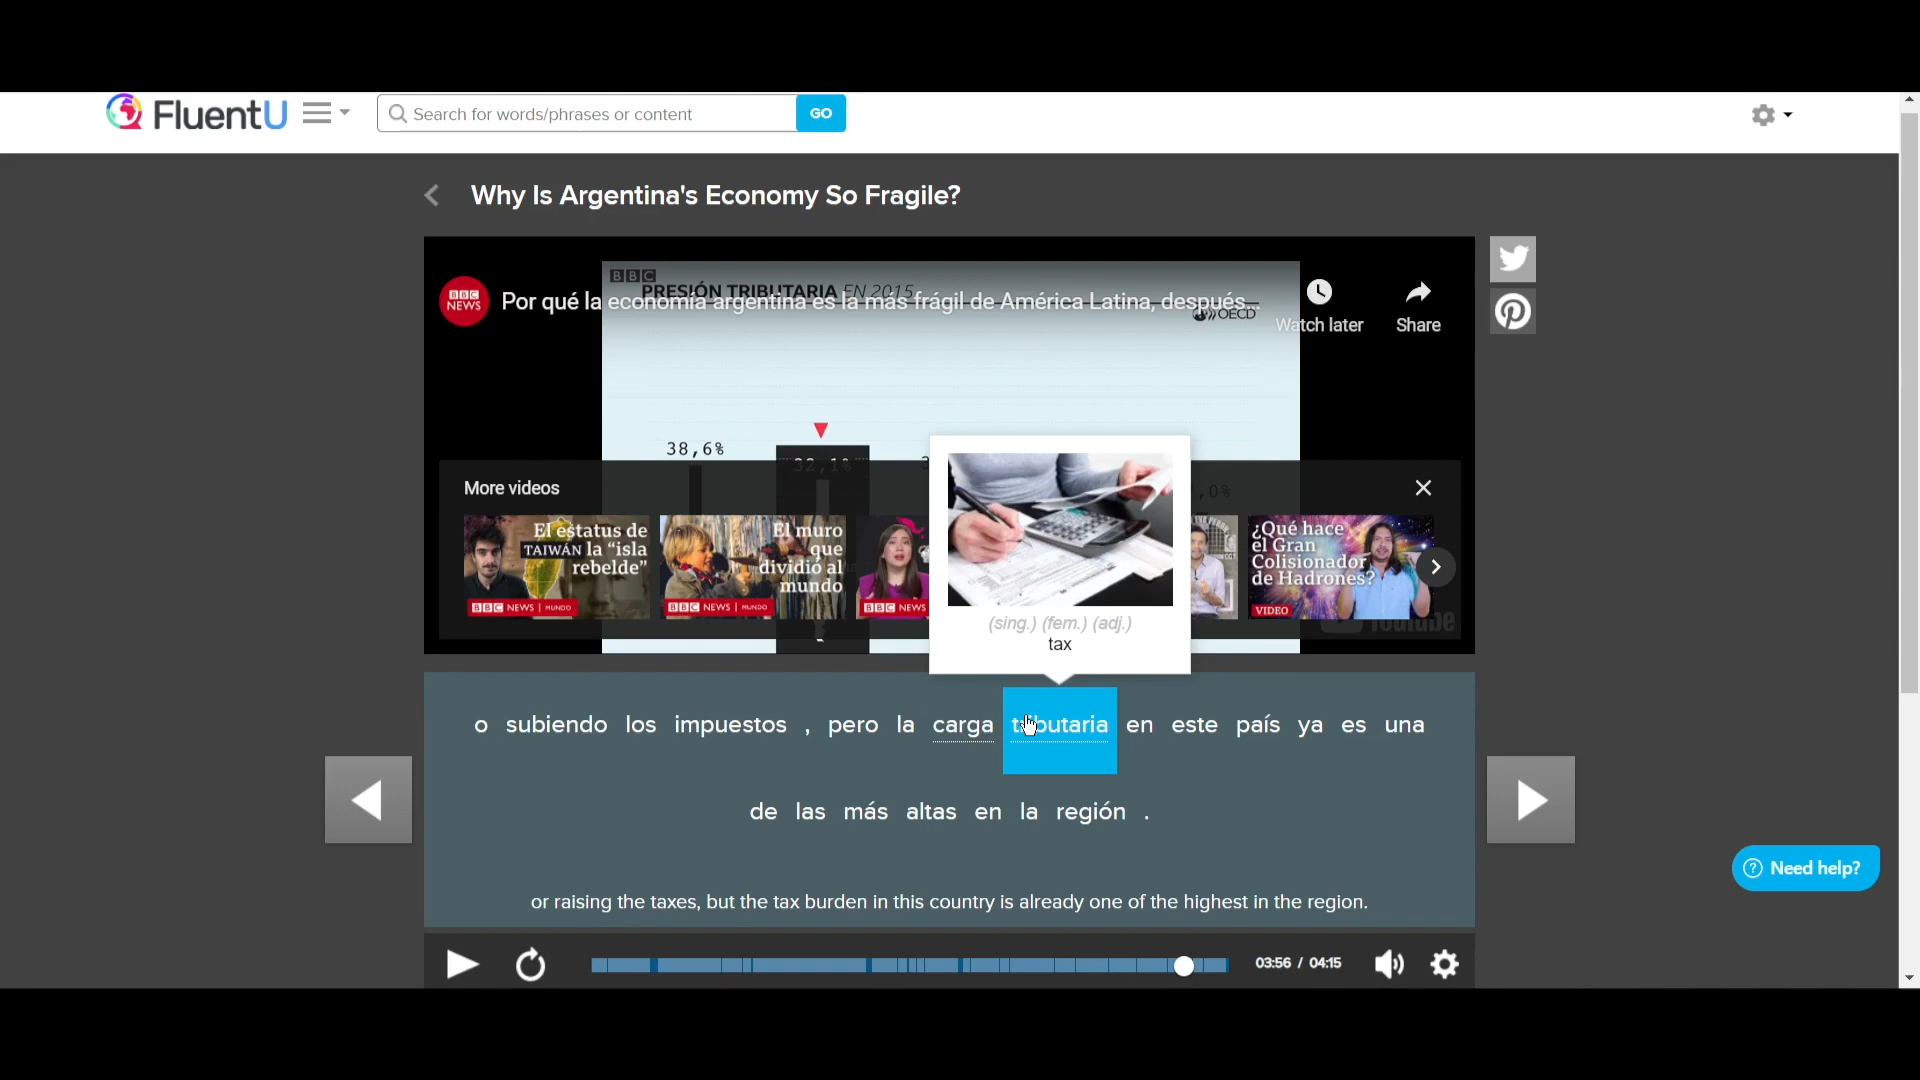 FluentU
Search for words/phrases or content
GO
Why Is Argentina's Economy So Fragile?
BBC
PRESIÓN TRIBUTARIA EN 2015
BBC
NEWS
Por qué la economía argentina es la más frágil de América Latina, después...
OECD
Watch later
Share
38,6%
32,1%
More videos
El estatus de
TAIWÁN la "isla
rebelde"
BBC NEWS | MUNDO
El muro
que
dividió al
mundo
BBC NEWS | MUNDO
BBC NEWS
¿Qué hace
el Gran
Colisionador
de Hadrones?
VIDEO
YouTube
(sing.) (fem.) (adj.)
tax
o subiendo los impuestos , pero la carga tributaria en este país ya es una
de las más altas en la región .
or raising the taxes, but the tax burden in this country is already one of the highest in the region.
Need help?
03:56 / 04:15